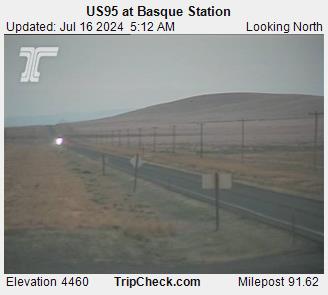 US95 at Basque Station
Updated: Jul 16 2024 5:12 AM Looking North
Elevation 4460 TripCheck.com Milepost 91.62